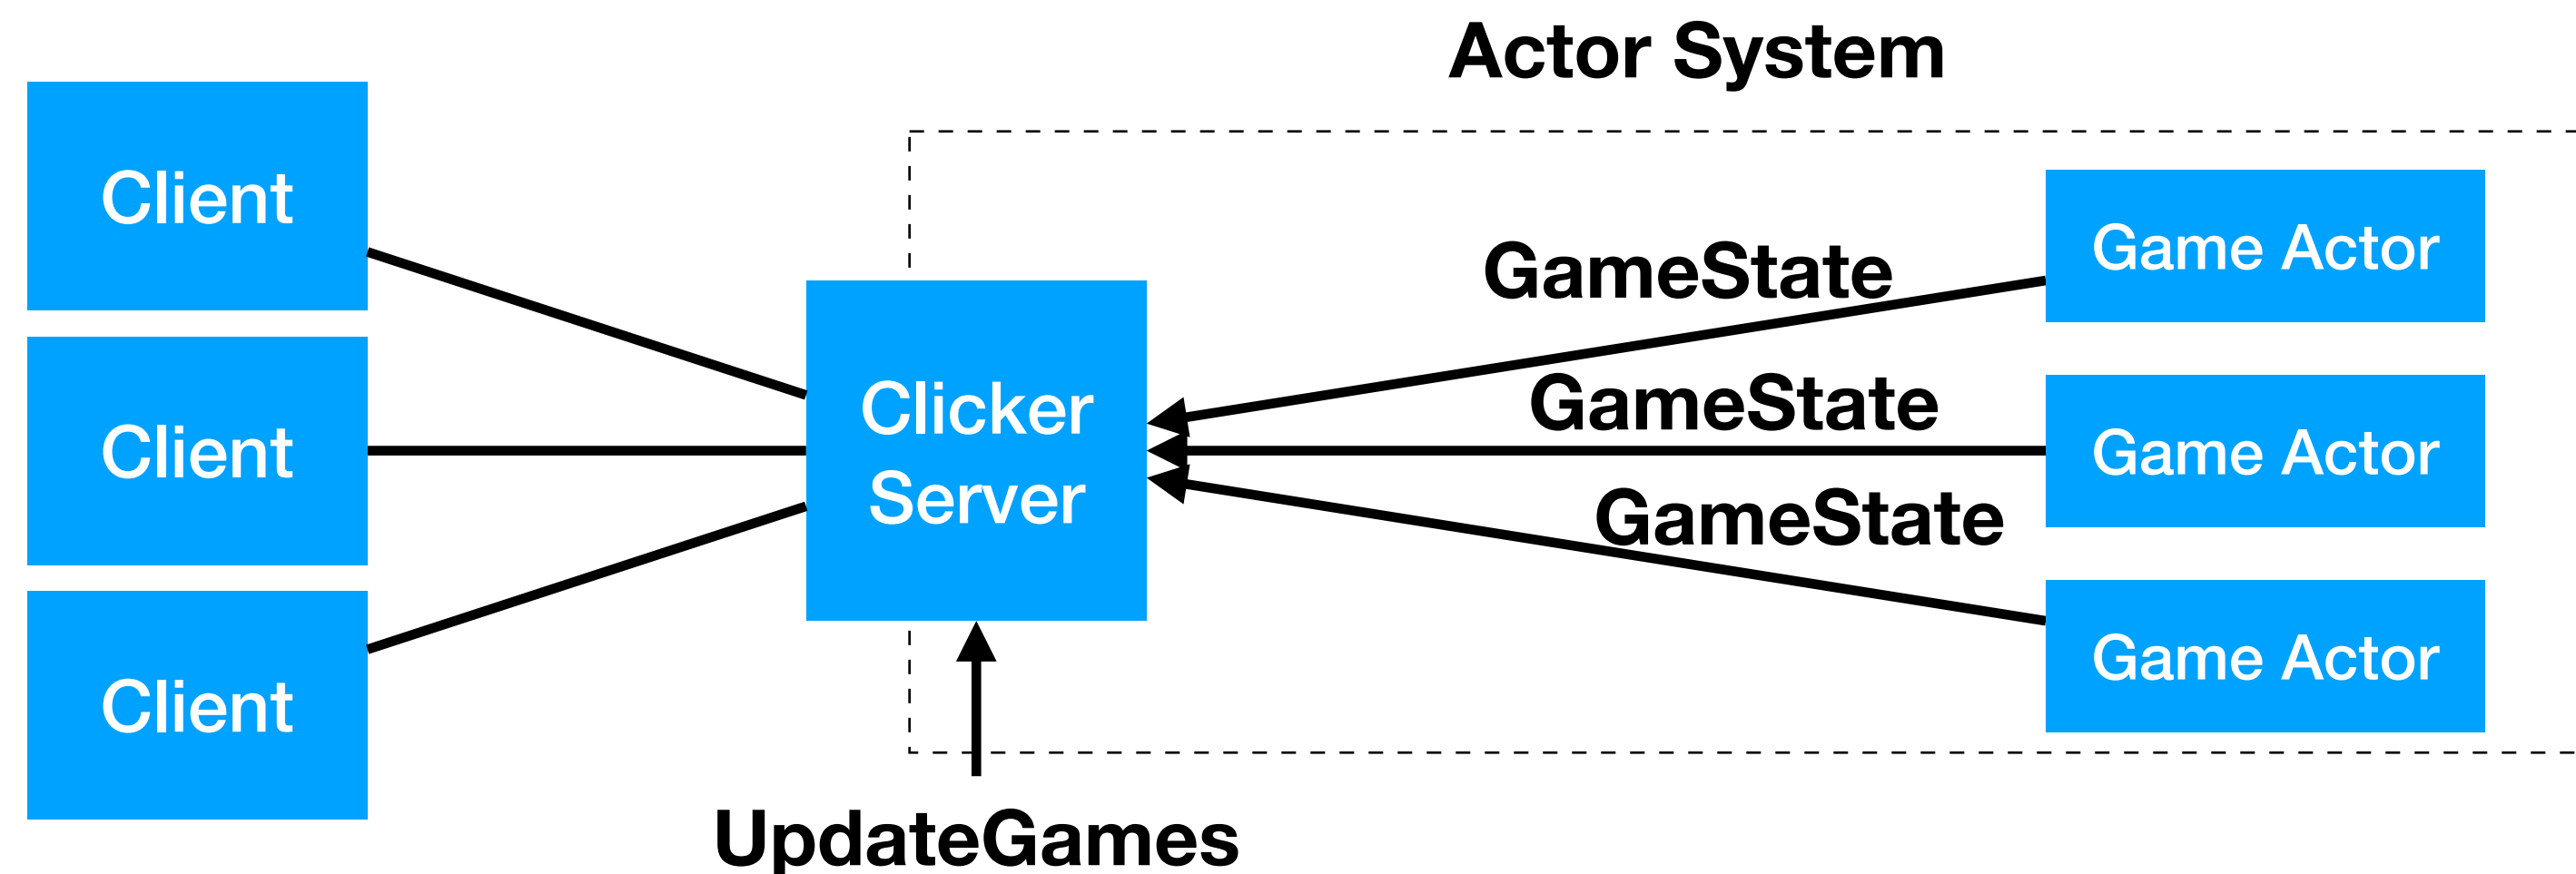 Actor System
Client
Client
Client
Clicker
Server
GameState
GameState
GameState
Game Actor
Game Actor
Game Actor
UpdateGames